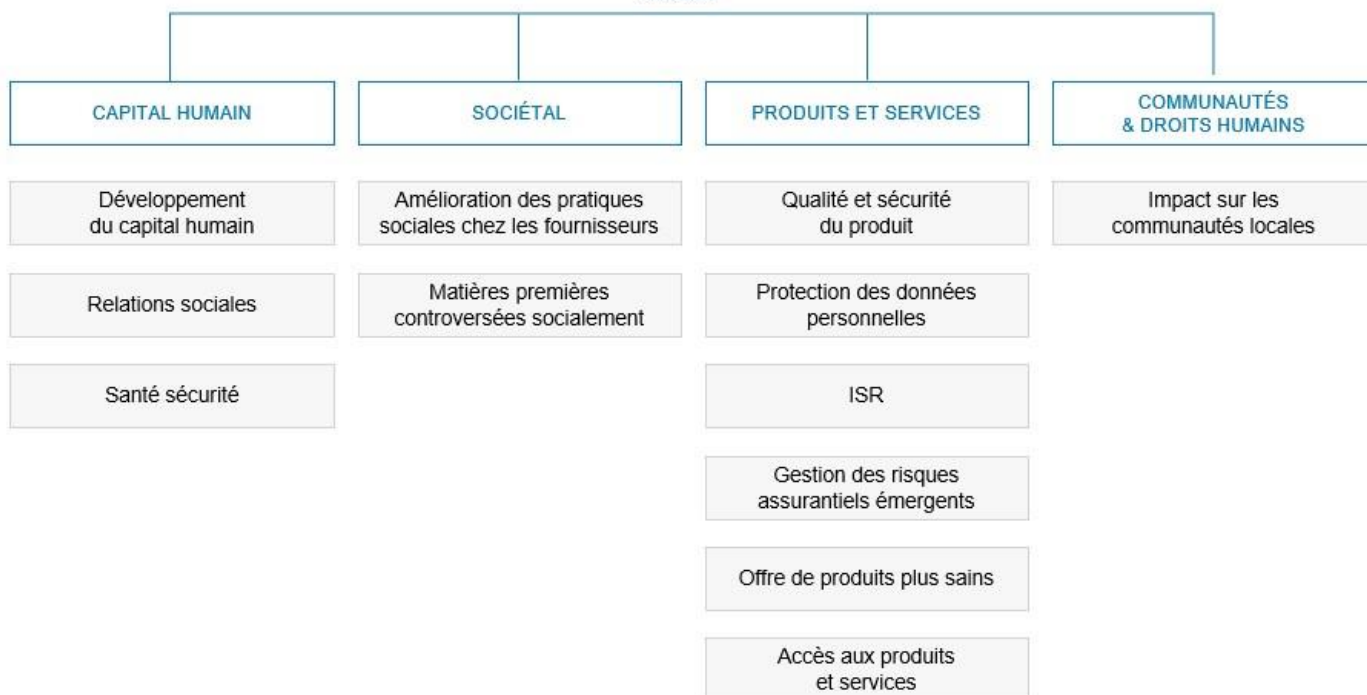 CAPITAL HUMAIN
Développement
du capital humain
Relations sociales
Santé sécurité
SOCIÉTAL
Amélioration des pratiques
sociales chez les fournisseurs
Matières premières
controversées socialement
PRODUITS ET SERVICES
Qualité et sécurité
du produit
Protection des données
personnelles
ISR
Gestion des risques
assurantiels émergents
Offre de produits plus sains
Accès aux produits
et services
COMMUNAUTÉS
& DROITS HUMAINS
Impact sur les
communautés locales